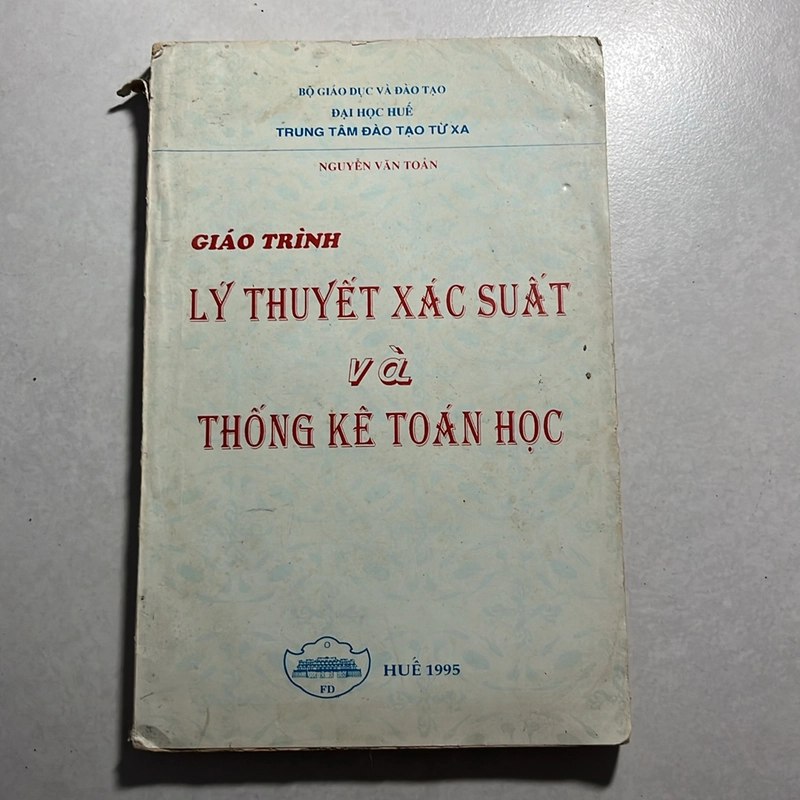 BỘ GIÁO DỤC VÀ ĐÀO TẠO
ĐẠI HỌC HUẾ
TRUNG TÂM ĐÀO TẠO TỪ XA
NGUYỄN VĂN TOẢN
GIÁO TRÌNH
LÝ THUYẾT XÁC SUẤT
và
THỐNG KÊ TOÁN HỌC
O
FD
HUẾ 1995